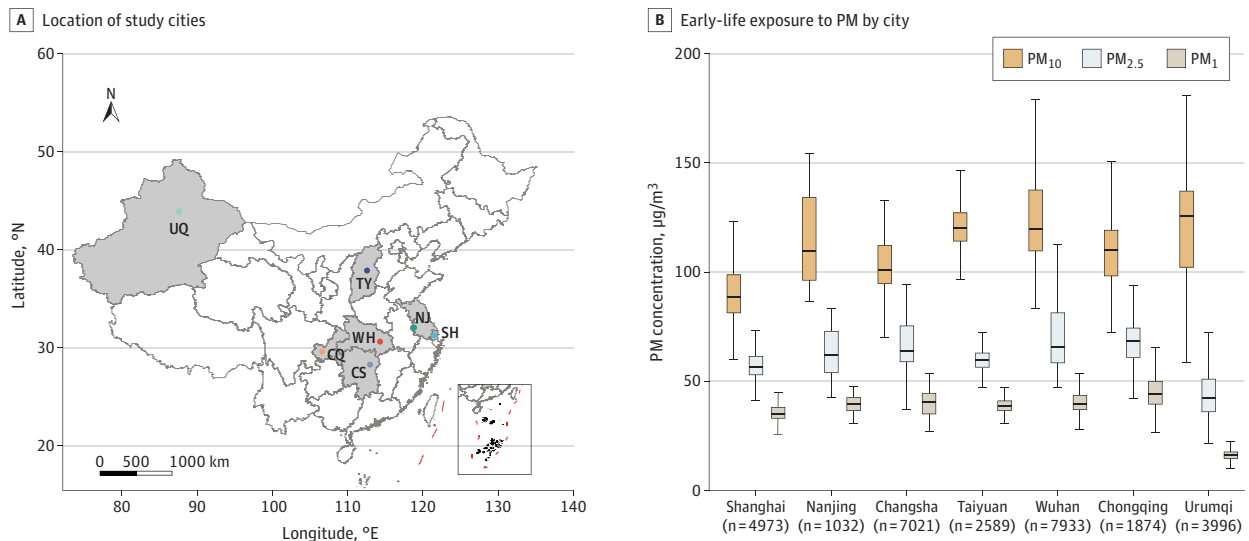 A Location of study cities
60
50
40
30
20
Latitude, °N
N
UQ
TY
NJ
SH
WH
CQ
CS
0 500 1000 km
80 90 100 110 120 130 140
Longitude, °E
B Early-life exposure to PM by city
200
150
100
50
0
PM concentration, μg/m³
PM₁₀ PM₂.₅ PM₁
Shanghai Nanjing Changsha Taiyuan Wuhan Chongqing Urumqi
(n=4973) (n=1032) (n=7021) (n=2589) (n=7933) (n=1874) (n=3996)